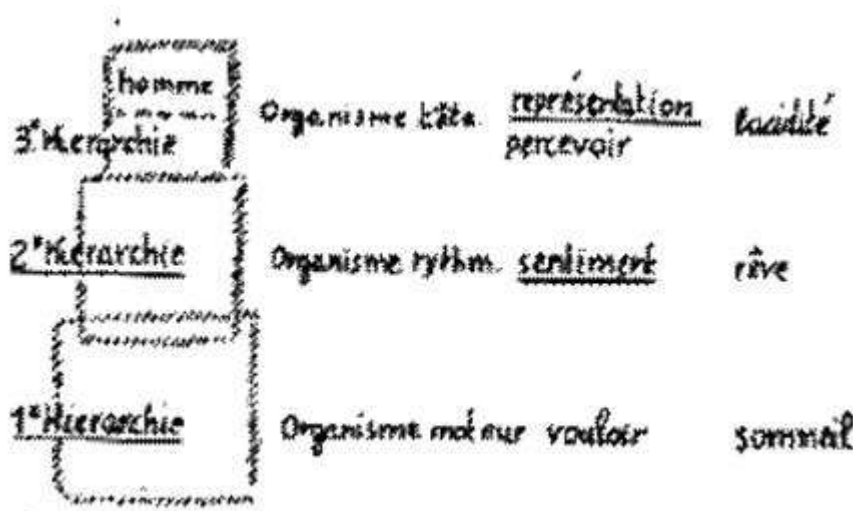 homme
3ᵉ Hierarchie Organisme tête représentation lucidité
percevoir
2ᵉ Hierarchie Organisme rythm. sentiment rêve
1ᵉ Hierarchie Organisme moteur vouloir sommeil